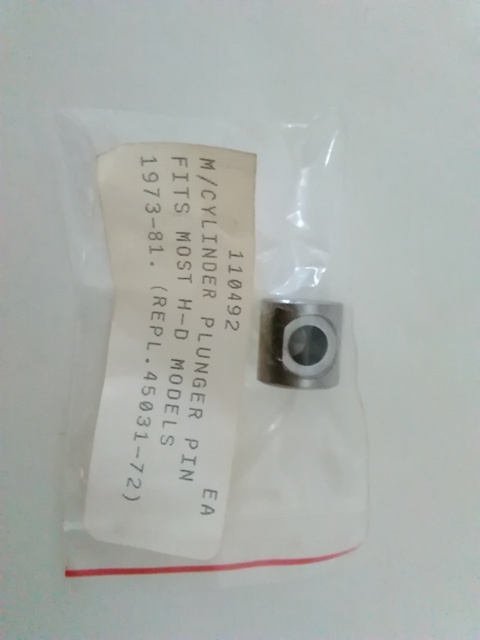 110492
M/CYLINDER PLUNGER PIN EA
FITS MOST H-D MODELS
1973-81. (REPL.45031-72)